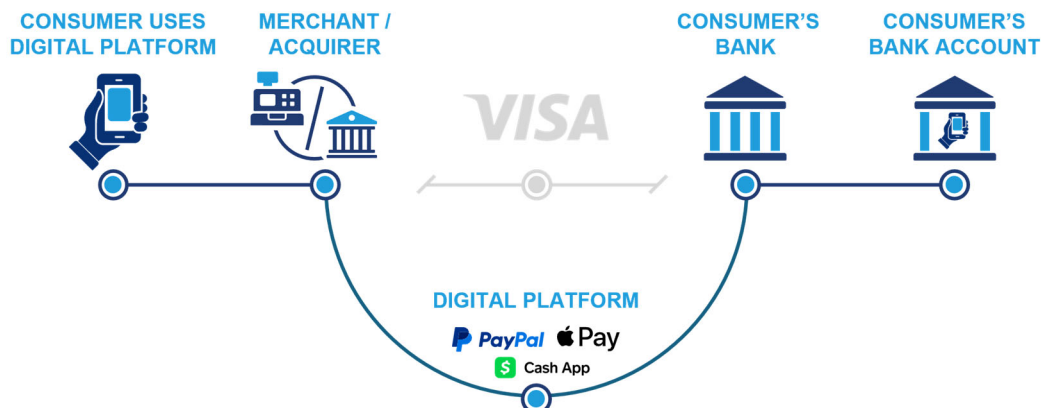 CONSUMER USES
DIGITAL PLATFORM
MERCHANT /
ACQUIRER
VISA
CONSUMER’S
BANK
CONSUMER’S
BANK ACCOUNT
DIGITAL PLATFORM
PayPal Pay
$ Cash App